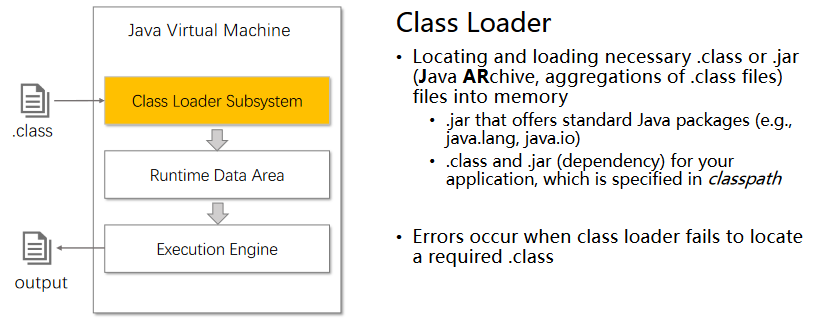 Java Virtual Machine
Class Loader Subsystem
.class
Runtime Data Area
Execution Engine
output
Class Loader
• Locating and loading necessary .class or .jar
(Java ARchive, aggregations of .class files)
files into memory
• .jar that offers standard Java packages (e.g.,
java.lang, java.io)
• .class and .jar (dependency) for your
application, which is specified in classpath
• Errors occur when class loader fails to locate
a required .class